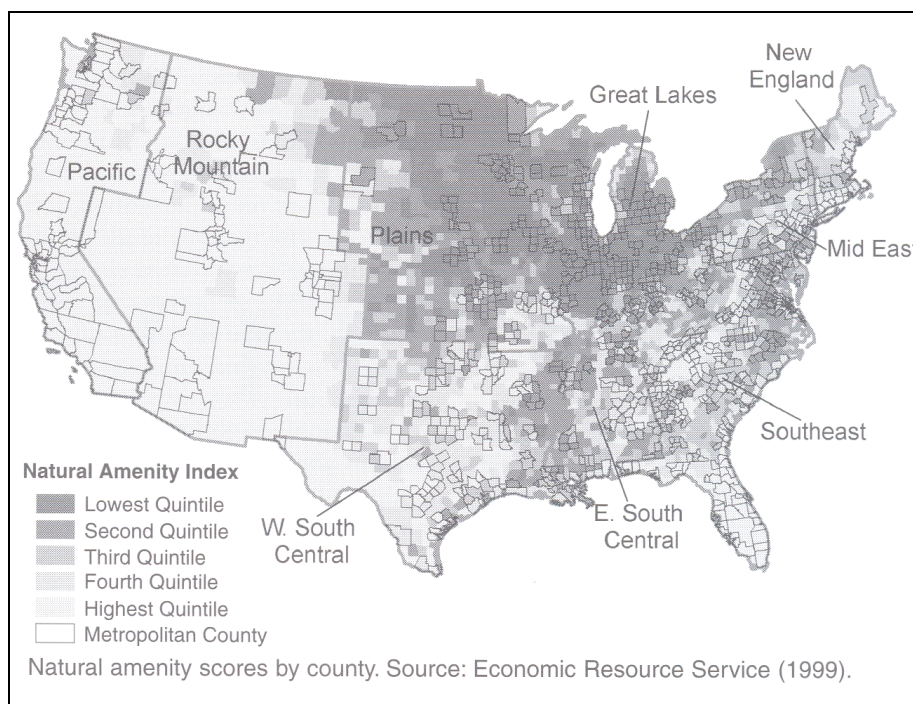 New
England
Great Lakes
Rocky
Mountain
Pacific
Plains
Mid East
Southeast
Natural Amenity Index
Lowest Quintile
Second Quintile
Third Quintile
Fourth Quintile
Highest Quintile
Metropolitan County
W. South
Central
E. South
Central
Natural amenity scores by county. Source: Economic Resource Service (1999).